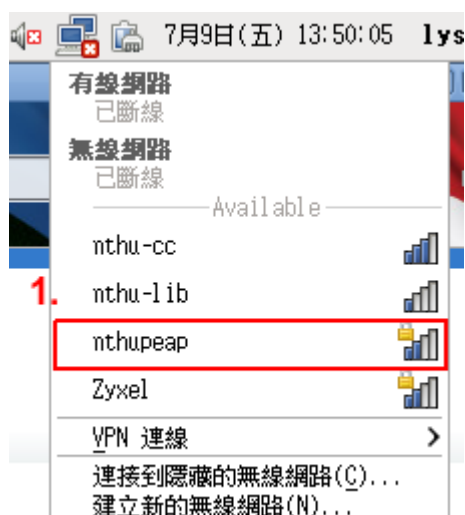 7月9日(五) 13:50:05 lys
有線網路
已斷線
無線網路
已斷線
Available
nthu-cc
1.
nthu-lib
nthupeap
Zyxel
VPN 連線
連接到隱藏的無線網路(C)...
建立新的無線網路(N)...